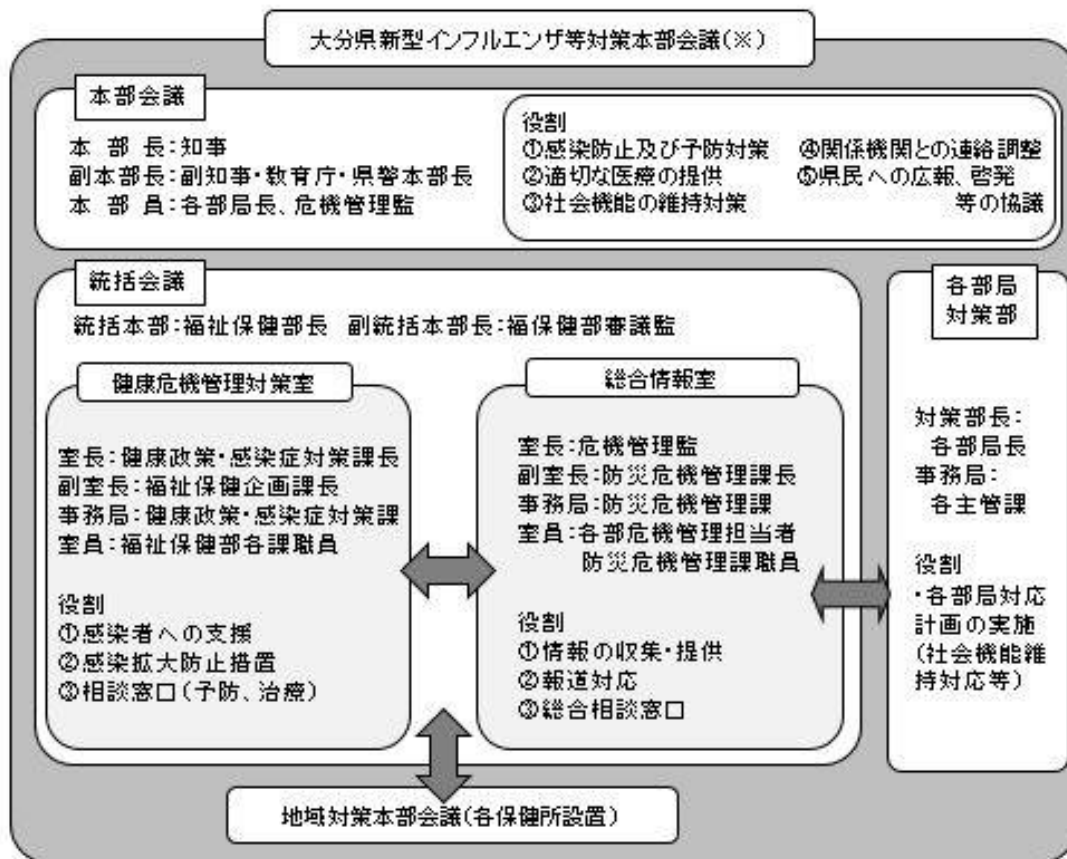 大分県新型インフルエンザ等対策本部会議(※)
本部会議
本 部 長:知事
副本部長:副知事・教育庁・県警本部長
本 部 員:各部局長、危機管理監
役割
①感染防止及び予防対策
②適切な医療の提供
③社会機能の維持対策
④関係機関との連絡調整
⑤県民への広報、啓発
等の協議
統括会議
統括本部:福祉保健部長 副統括本部長:福保健部審議監
健康危機管理対策室
室長:健康政策・感染症対策課長
副室長:福祉保健企画課長
事務局:健康政策・感染症対策課
室員:福祉保健部各課職員
役割
①感染者への支援
②感染拡大防止措置
③相談窓口(予防、治療)
総合情報室
室長:危機管理監
副室長:防災危機管理課長
事務局:防災危機管理課
室員:各部危機管理担当者
防災危機管理課職員
役割
①情報の収集・提供
②報道対応
③総合相談窓口
各部局
対策部
対策部長:
各部局長
事務局:
各主管課
役割
・各部局対応
計画の実施
(社会機能維
持対応等)
地域対策本部会議(各保健所設置)